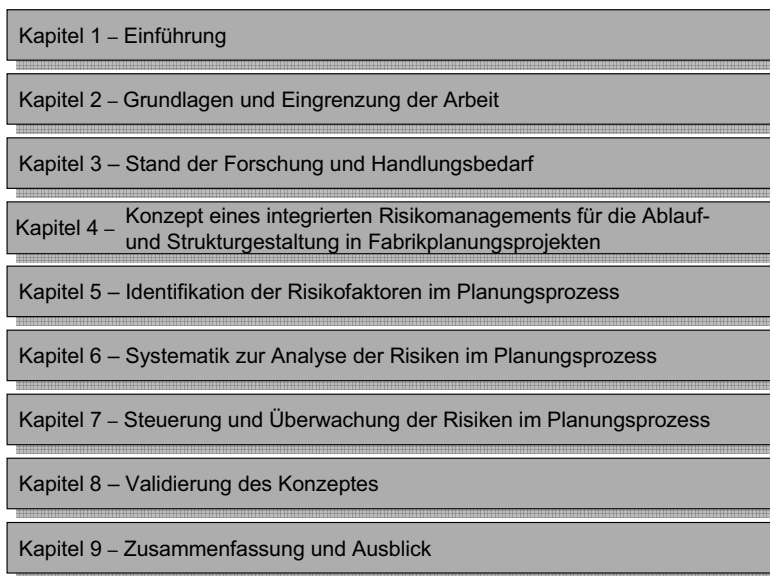 Kapitel 1 – Einführung
Kapitel 2 – Grundlagen und Eingrenzung der Arbeit
Kapitel 3 – Stand der Forschung und Handlungsbedarf
Kapitel 4 – Konzept eines integrierten Risikomanagements für die Ablauf-
und Strukturgestaltung in Fabrikplanungsprojekten
Kapitel 5 – Identifikation der Risikofaktoren im Planungsprozess
Kapitel 6 – Systematik zur Analyse der Risiken im Planungsprozess
Kapitel 7 – Steuerung und Überwachung der Risiken im Planungsprozess
Kapitel 8 – Validierung des Konzeptes
Kapitel 9 – Zusammenfassung und Ausblick